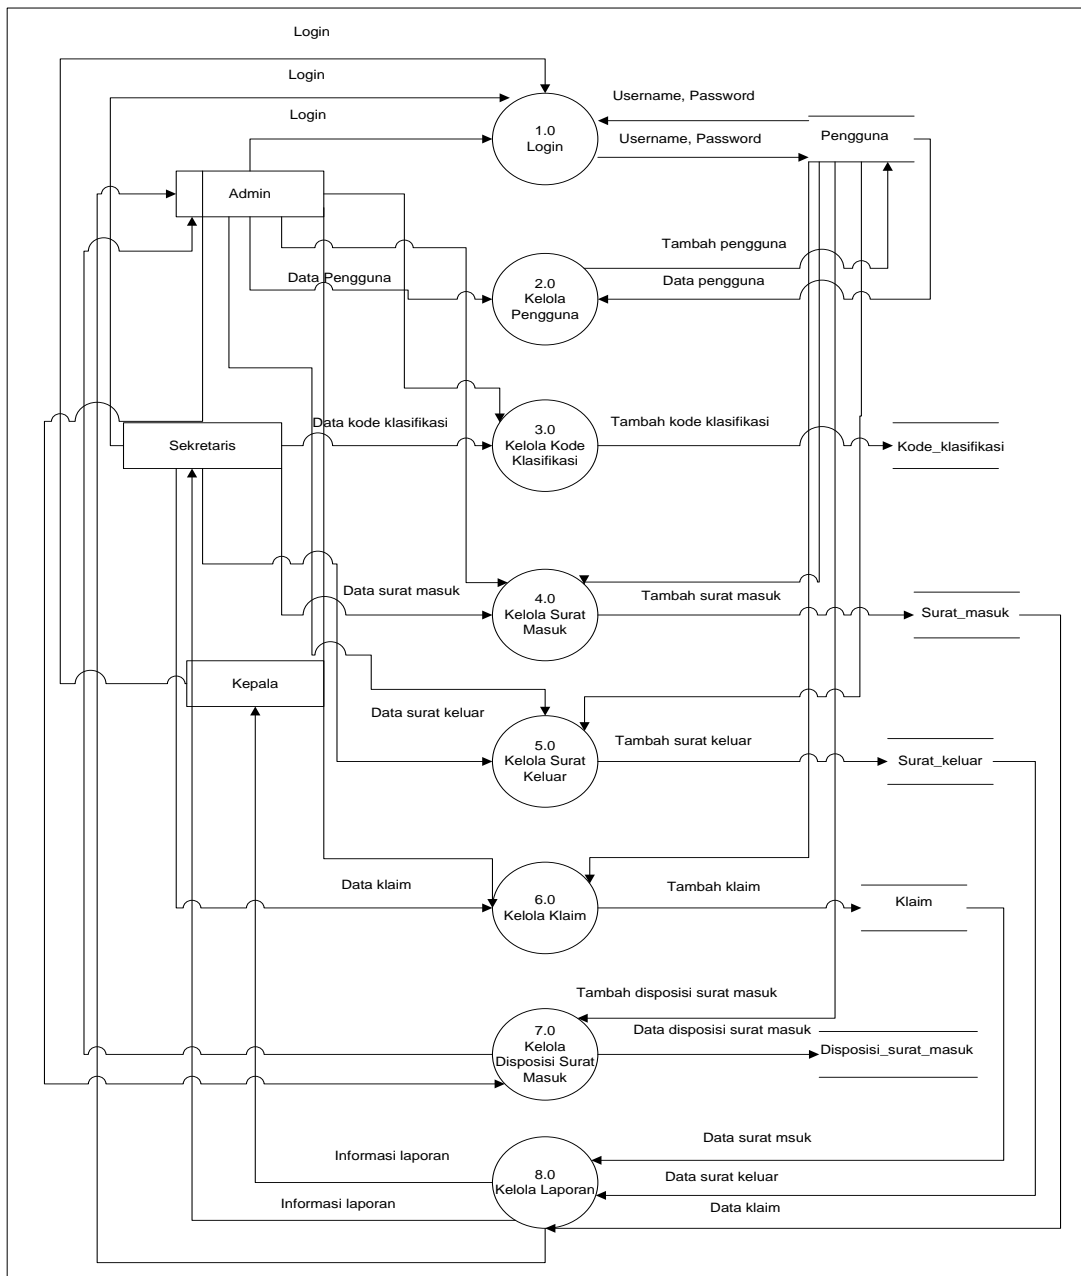 Login
Login
Login
Username, Password
1.0
Login
Username, Password
Pengguna
Admin
Tambah pengguna
Data Pengguna
2.0
Kelola
Pengguna
Data pengguna
Data kode klasifikasi
3.0
Kelola Kode
Klasifikasi
Tambah kode klasifikasi
Kode_klasifikasi
Sekretaris
Data surat masuk
4.0
Kelola Surat
Masuk
Tambah surat masuk
Surat_masuk
Kepala
Data surat keluar
5.0
Kelola Surat
Keluar
Tambah surat keluar
Surat_keluar
Data klaim
6.0
Kelola Klaim
Tambah klaim
Klaim
Tambah disposisi surat masuk
7.0
Kelola
Disposisi Surat
Masuk
Data disposisi surat masuk
Disposisi_surat_masuk
Data surat msuk
Informasi laporan
8.0
Kelola Laporan
Data surat keluar
Informasi laporan
Data klaim